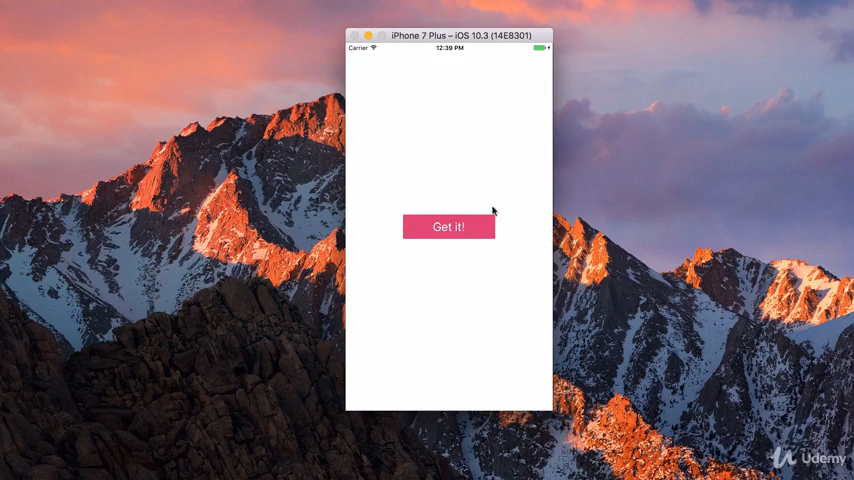 iPhone 7 Plus – iOS 10.3 (14E8301)
Carrier 12:39 PM
Get it!
Udemy